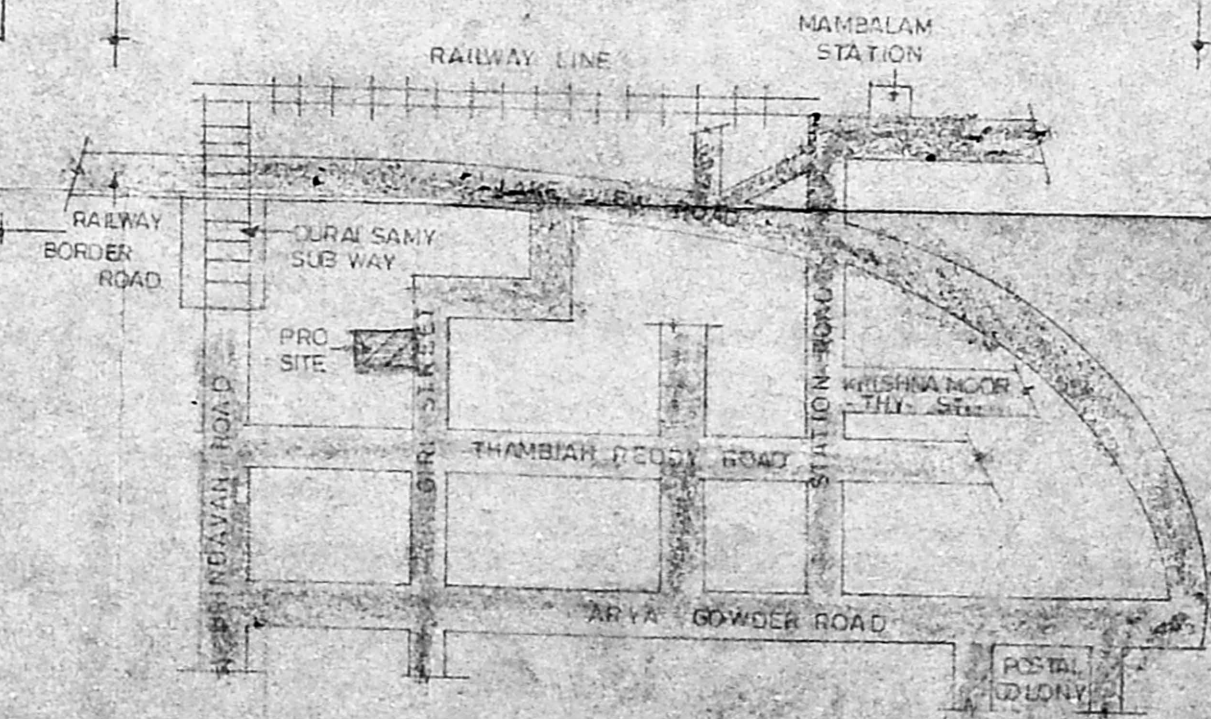 MAMBALAM
STATION
RAILWAY LINE
LAKE VIEW ROAD
RAILWAY
BORDER
ROAD
DURAI SAMY
SUB WAY
PRO
SITE
GIRI STREET
STATION ROAD
KRISHNA MOOR
-THY- ST.
BRINDAVAN ROAD
THAMBIAH REDDY ROAD
ARYA GOWDER ROAD
POSTAL
COLONY